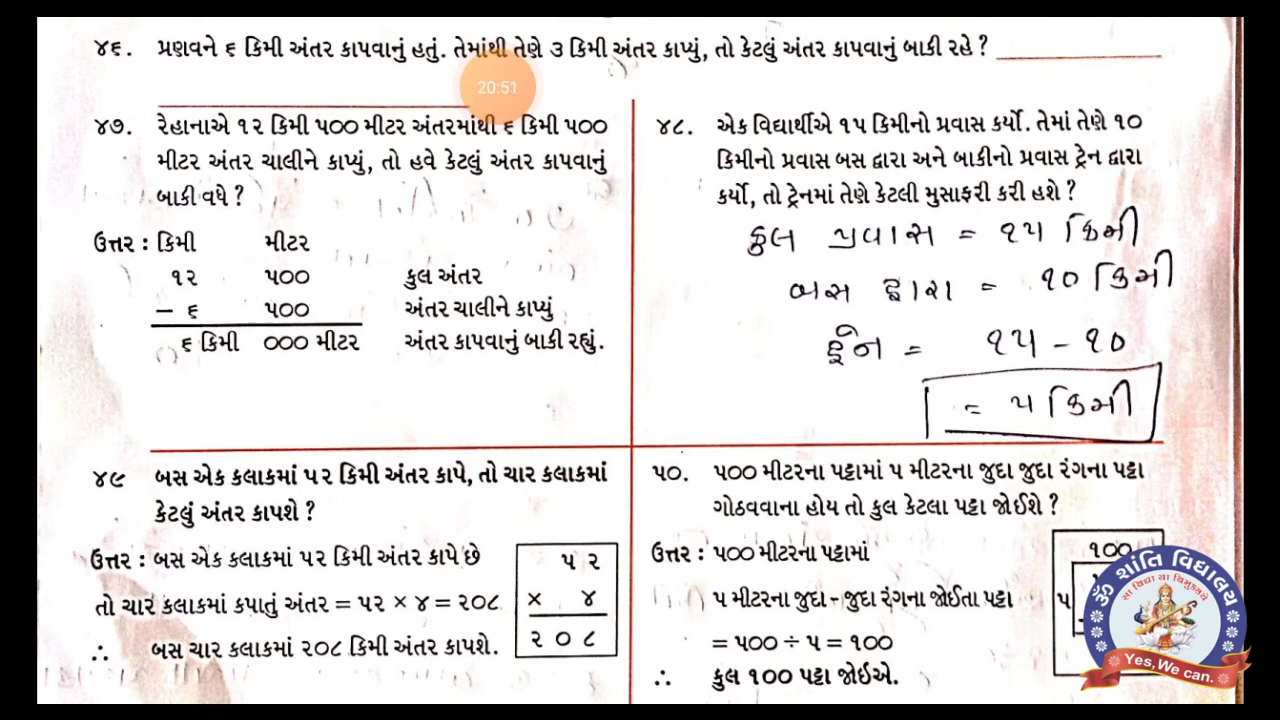 ૪૬. પ્રણવને ૬ કિમી અંતર કાપવાનું હતું. તેમાંથી તેણે ૩ કિમી અંતર કાપ્યું, તો કેટલું અંતર કાપવાનું બાકી રહે ?
20:51
૪૭. રેહાનાએ ૧૨ કિમી ૫૦૦ મીટર અંતરમાંથી ૬ કિમી ૫૦૦
મીટર અંતર ચાલીને કાપ્યું, તો હવે કેટલું અંતર કાપવાનું
બાકી વધે ?
ઉત્તર : કિમી મીટર
૧૨ ૫૦૦ કુલ અંતર
– ૬ ૫૦૦ અંતર ચાલીને કાપ્યું
૬ કિમી ૦૦૦ મીટર અંતર કાપવાનું બાકી રહ્યું.
૪૮. એક વિદ્યાર્થીએ ૧૫ કિમીનો પ્રવાસ કર્યો. તેમાં તેણે ૧૦
કિમીનો પ્રવાસ બસ દ્વારા અને બાકીનો પ્રવાસ ટ્રેન દ્વારા
કર્યો, તો ટ્રેનમાં તેણે કેટલી મુસાફરી કરી હશે ?
કુલ પ્રવાસ = ૧૫ કિમી
બસ દ્વારા = ૧૦ કિમી
ટ્રેન = ૧૫ – ૧૦
= ૫ કિમી
૪૯ બસ એક કલાકમાં ૫૨ કિમી અંતર કાપે, તો ચાર કલાકમાં
કેટલું અંતર કાપશે ?
ઉત્તર : બસ એક કલાકમાં ૫૨ કિમી અંતર કાપે છે
તો ચાર કલાકમાં કપાતું અંતર = ૫૨ × ૪ = ૨૦૮
∴ બસ ચાર કલાકમાં ૨૦૮ કિમી અંતર કાપશે.
૫૨
× ૪
૨૦૮
૫૦. ૫૦૦ મીટરના પટ્ટામાં ૫ મીટરના જુદા જુદા રંગના પટ્ટા
ગોઠવવાના હોય તો કુલ કેટલા પટ્ટા જોઈશે ?
ઉત્તર : ૫૦૦ મીટરના પટ્ટામાં
૫ મીટરના જુદા – જુદા રંગના જોઈતા પટ્ટા
= ૫૦૦ ÷ ૫ = ૧૦૦
∴ કુલ ૧૦૦ પટ્ટા જોઈએ.
૧૦૦
૫
ૐ શાંતિ વિદ્યાલય
સા વિદ્યા યા વિમુક્તયે
Yes, We can.